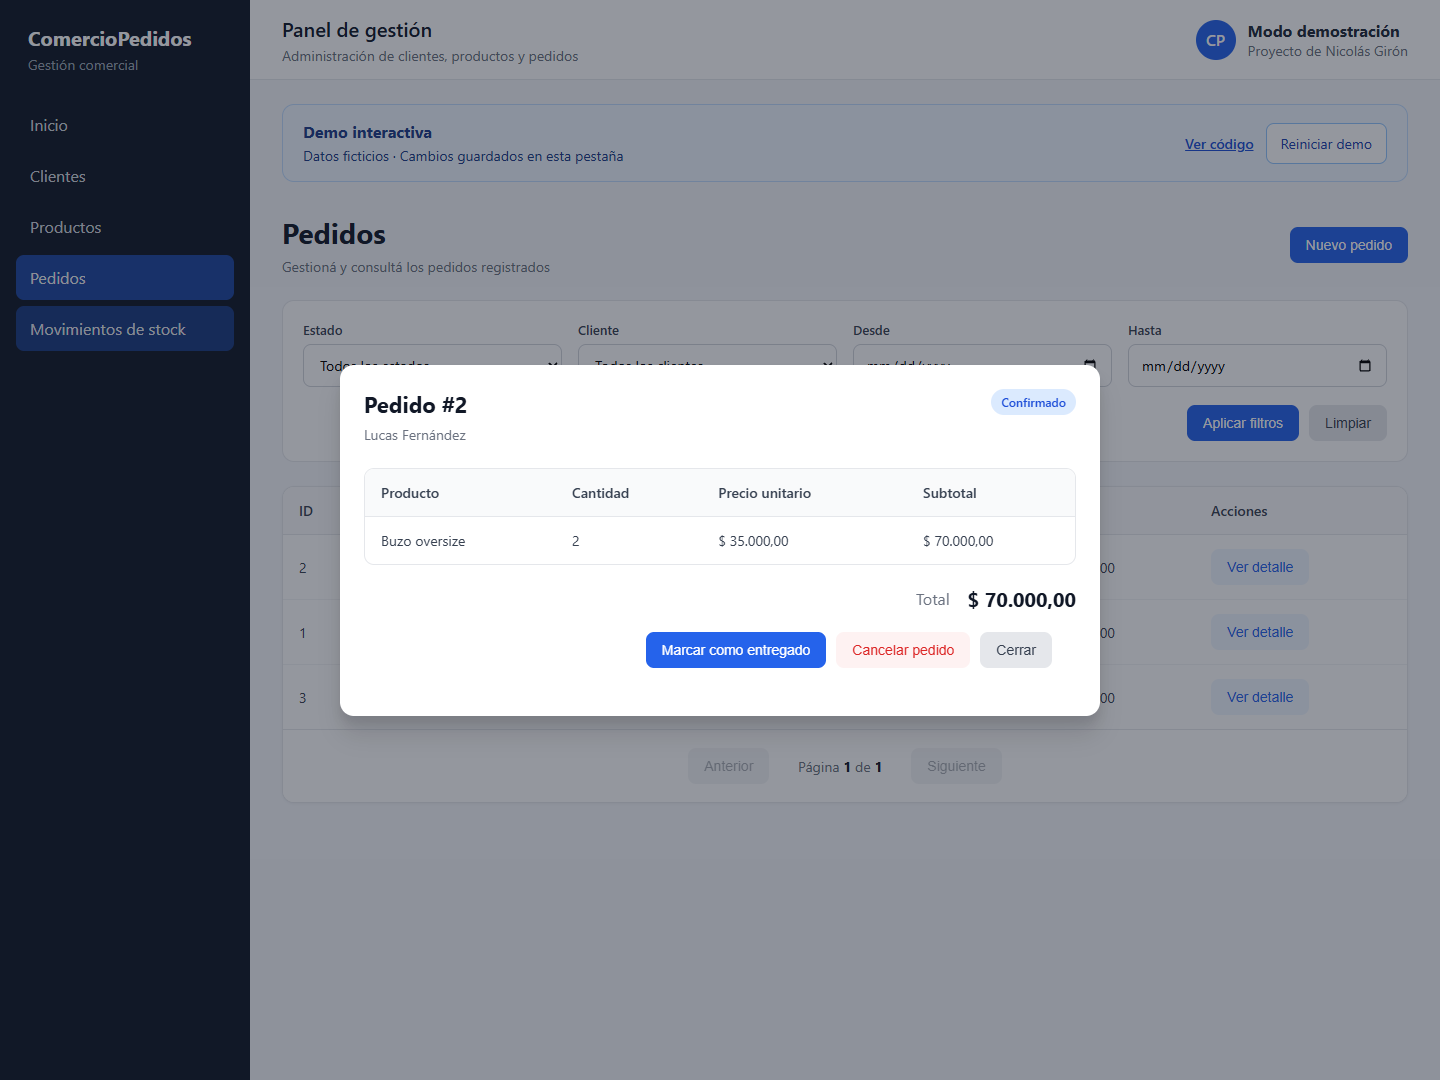 ComercioPedidos
Gestión comercial
Inicio
Clientes
Productos
Pedidos
Movimientos de stock
Panel de gestión
Administración de clientes, productos y pedidos
CP
Modo demostración
Proyecto de Nicolás Girón
Demo interactiva
Datos ficticios · Cambios guardados en esta pestaña
Ver código
Reiniciar demo
Pedidos
Gestioná y consultá los pedidos registrados
Nuevo pedido
Estado
Cliente
Desde
Hasta
mm/dd/yyyy
Aplicar filtros
Limpiar
Pedido #2
Confirmado
Lucas Fernández
Producto Cantidad Precio unitario Subtotal
Buzo oversize 2 $ 35.000,00 $ 70.000,00
Total $ 70.000,00
Marcar como entregado
Cancelar pedido
Cerrar
ID Acciones
2 00 Ver detalle
1 00 Ver detalle
3 00 Ver detalle
Anterior
Página 1 de 1
Siguiente